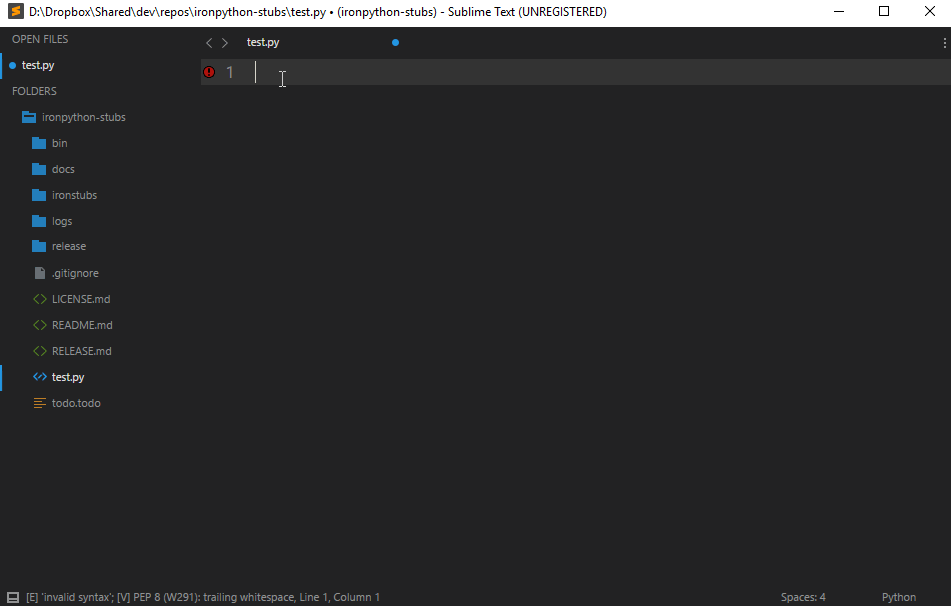 D:\Dropbox\Shared\dev\repos\ironpython-stubs\test.py • (ironpython-stubs) - Sublime Text (UNREGISTERED)
OPEN FILES
test.py
test.py
1
FOLDERS
ironpython-stubs
bin
docs
ironstubs
logs
release
.gitignore
LICENSE.md
README.md
RELEASE.md
test.py
todo.todo
[E] 'invalid syntax'; [V] PEP 8 (W291): trailing whitespace, Line 1, Column 1
Spaces: 4
Python